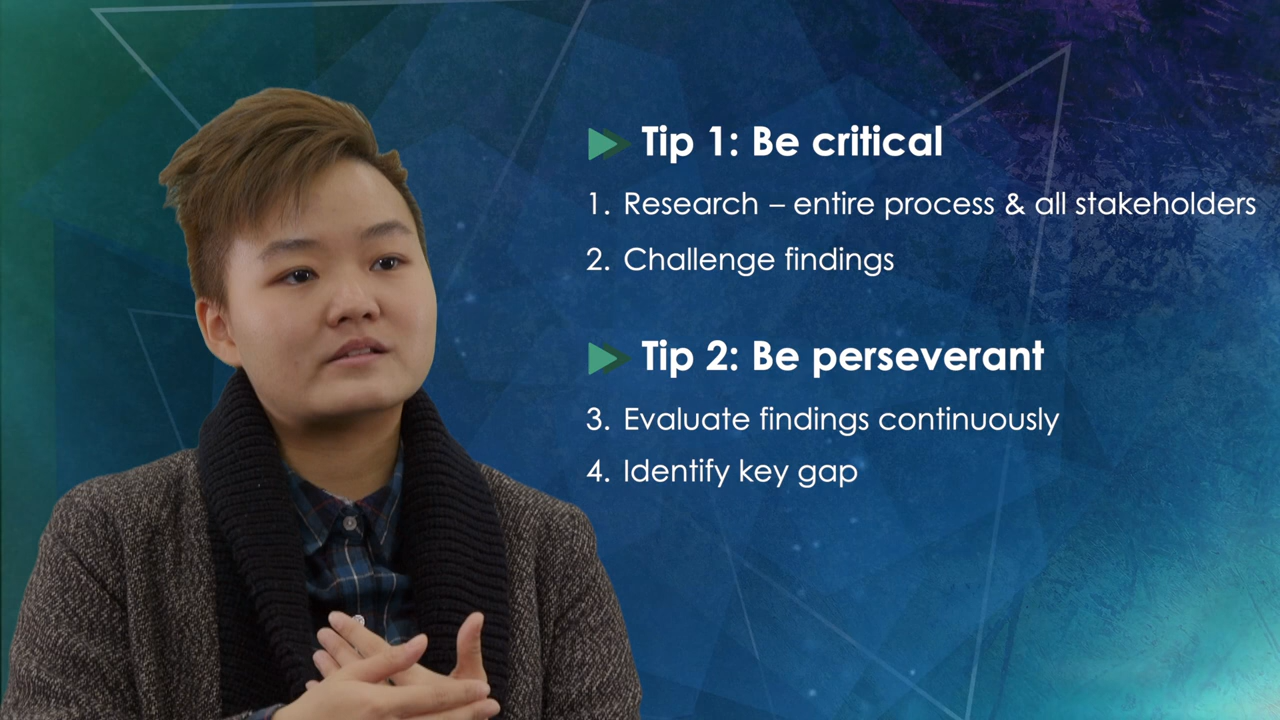 Tip 1: Be critical
1. Research – entire process & all stakeholders
2. Challenge findings
Tip 2: Be perseverant
3. Evaluate findings continuously
4. Identify key gap